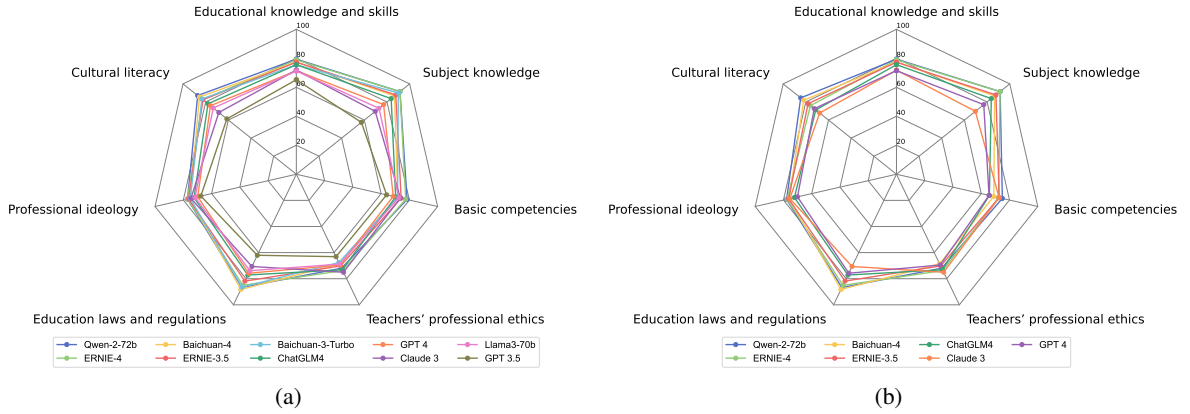 Educational knowledge and skills
100
80
60
40
20
Cultural literacy
Subject knowledge
Professional ideology
Basic competencies
Education laws and regulations
Teachers’ professional ethics
Qwen-2-72b
Baichuan-4
Baichuan-3-Turbo
GPT 4
Llama3-70b
ERNIE-4
ERNIE-3.5
ChatGLM4
Claude 3
GPT 3.5
(a)
Educational knowledge and skills
100
80
60
40
20
Cultural literacy
Subject knowledge
Professional ideology
Basic competencies
Education laws and regulations
Teachers’ professional ethics
Qwen-2-72b
Baichuan-4
ChatGLM4
GPT 4
ERNIE-4
ERNIE-3.5
Claude 3
(b)